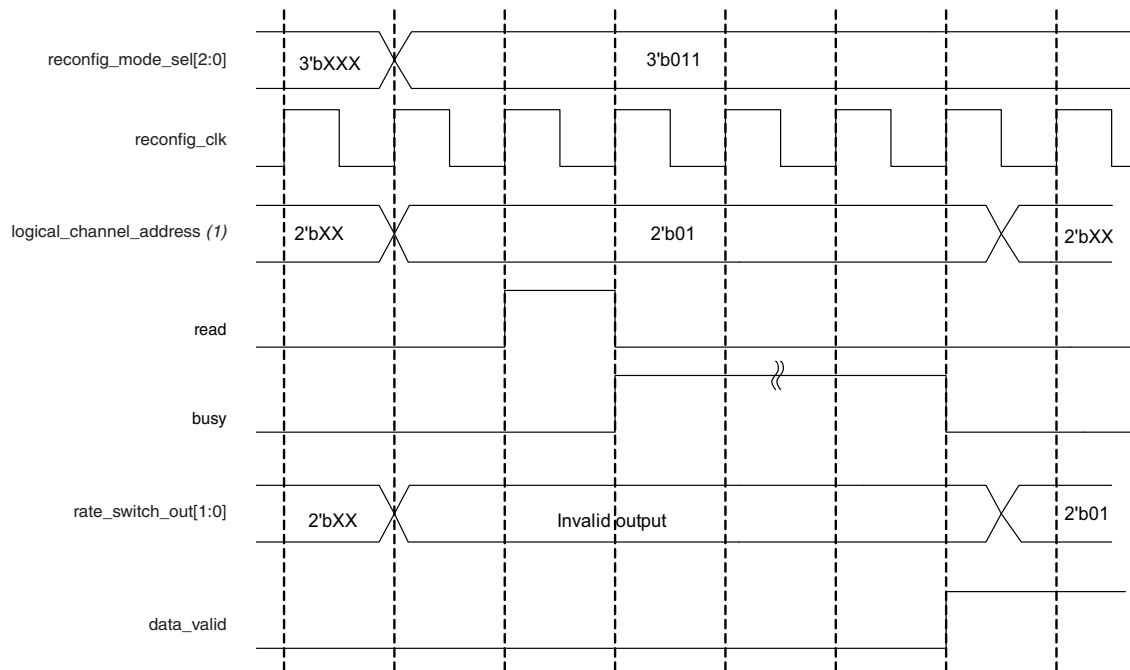 reconfig_mode_sel[2:0]
3'bXXX
3'b011
reconfig_clk
logical_channel_address (1)
2'bXX
2'b01
2'bXX
read
busy
rate_switch_out[1:0]
2'bXX
Invalid output
2'b01
data_valid